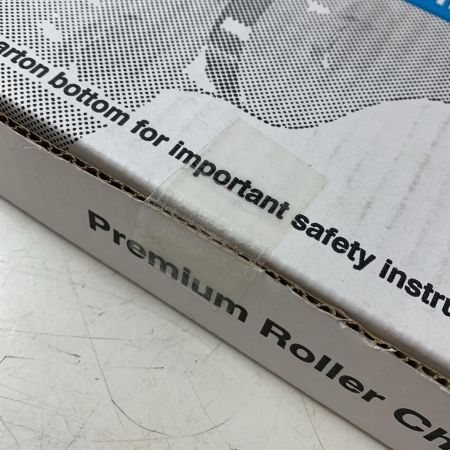 arton bottom for important safety instru
Premium Roller Ch